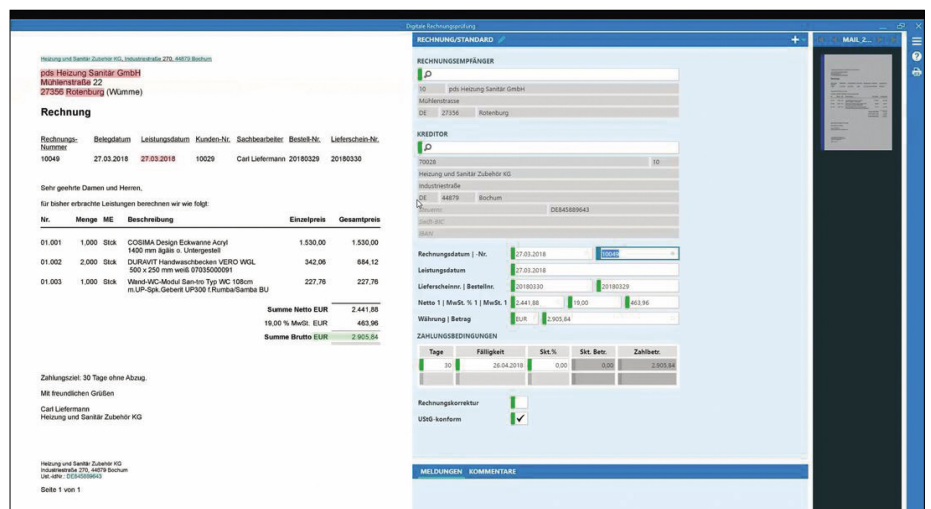 Digitale Rechnungsprüfung
Heizung und Sanitär Zubehör KG, Industriestraße 270, 44879 Bochum
pds Heizung Sanitär GmbH
Mühlenstraße 22
27356 Rotenburg (Wümme)
Rechnung
Rechnungs-Nummer Belegdatum Leistungsdatum Kunden-Nr. Sachbearbeiter Bestell-Nr. Lieferschein-Nr.
10049 27.03.2018 27.03.2018 10029 Carl Liefermann 20180329 20180330
Sehr geehrte Damen und Herren,
für bisher erbrachte Leistungen berechnen wir wie folgt:
Nr. Menge ME Beschreibung Einzelpreis Gesamtpreis
01.001 1,000 Stck COSIMA Design Eckwanne Acryl 1.530,00 1.530,00
1400 mm ägäis o. Untergestell
01.002 2,000 Stck DURAVIT Handwaschbecken VERO WGL 342,06 684,12
500 x 250 mm weiß 07035000091
01.003 1,000 Stck Wand-WC-Modul San-tro Typ WC 108cm 227,76 227,76
m.UP-Spk.Geberit UP300 f.Rumba/Samba BU
Summe Netto EUR 2.441,88
19,00 % MwSt. EUR 463,96
Summe Brutto EUR 2.905,84
Zahlungsziel: 30 Tage ohne Abzug.
Mit freundlichen Grüßen
Carl Liefermann
Heizung und Sanitär Zubehör KG
Heizung und Sanitär Zubehör KG
Industriestraße 270, 44879 Bochum
Ust.-IdNr.: DE845889643
Seite 1 von 1
RECHNUNG/STANDARD
RECHNUNGSEMPFÄNGER
10 pds Heizung Sanitär GmbH
Mühlenstrasse
DE 27356 Rotenburg
KREDITOR
70028 10
Heizung und Sanitär Zubehör KG
Industriestraße
DE 44879 Bochum
DE845889643
IBAN
Rechnungsdatum | -Nr. 27.03.2018 10049
Leistungsdatum 27.03.2018
Lieferscheinnr. | Bestellnr. 20180330 20180329
Netto 1 | MwSt. % 1 | MwSt. 1 2.441,88 19,00 463,96
Währung | Betrag EUR 2.905,84
ZAHLUNGSBEDINGUNGEN
Tage Fälligkeit Skt.% Skt. Betr. Zahlbetr.
30 26.04.2018 0,00 0,00 2.905,84
Rechnungskorrektur
UStG-konform
MELDUNGEN KOMMENTARE
MAIL_2...